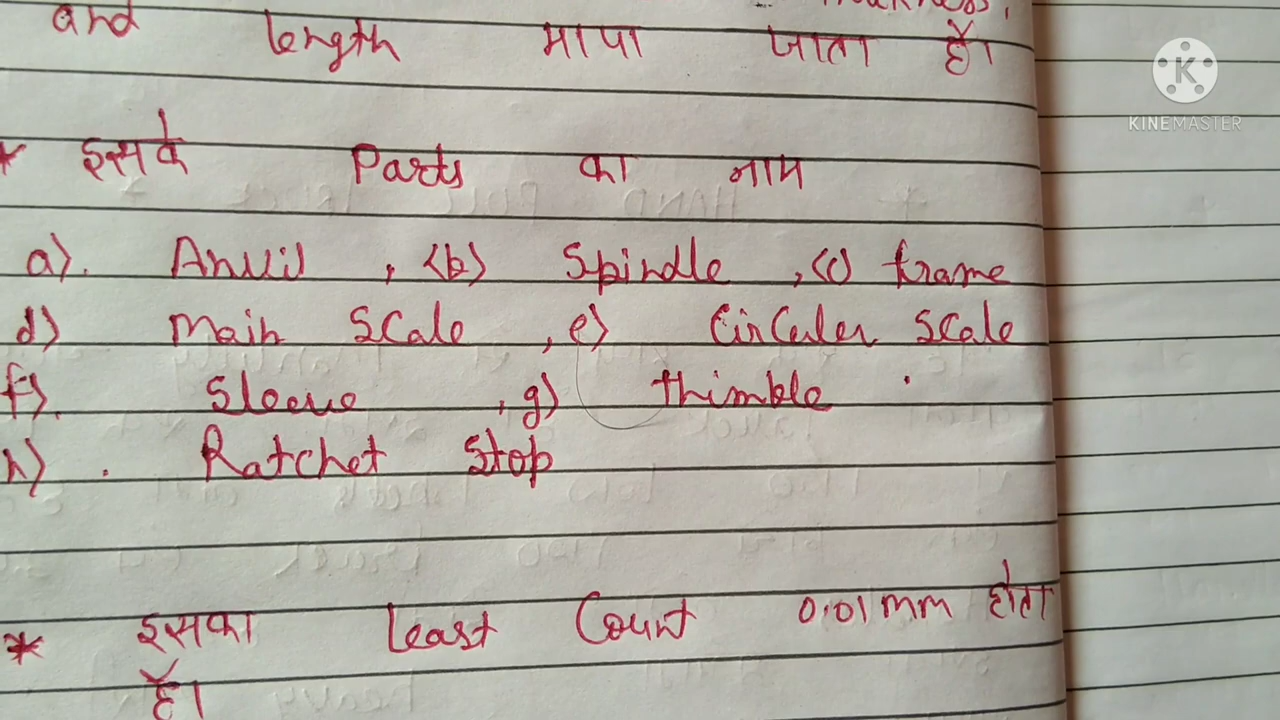 thickness,
and length मापा जाता है।
* इसके Parts का नाम
a). Anvil , (b) Spindle , (c) frame
d) Main Scale , e) Circuler Scale
f). Sleeve , g) thimble .
h) . Ratchet Stop
* इसका Least Count 0.01mm होता
है।
K
KINEMASTER